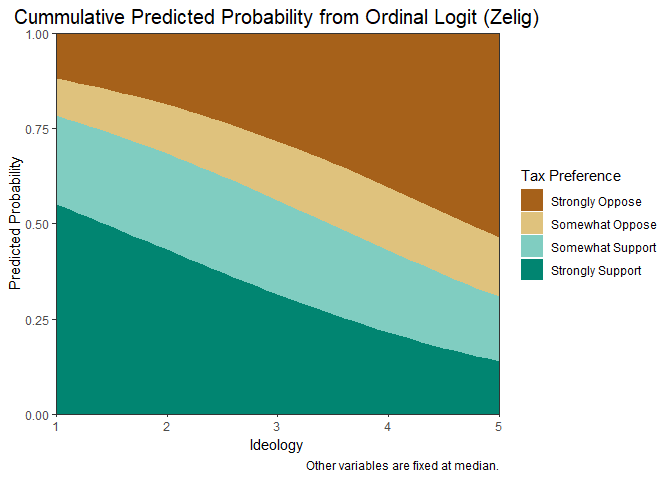 Cummulative Predicted Probability from Ordinal Logit (Zelig)
1.00
0.75
0.50
0.25
0.00
Predicted Probability
1 2 3 4 5
Ideology
Other variables are fixed at median.
Tax Preference
Strongly Oppose
Somewhat Oppose
Somewhat Support
Strongly Support